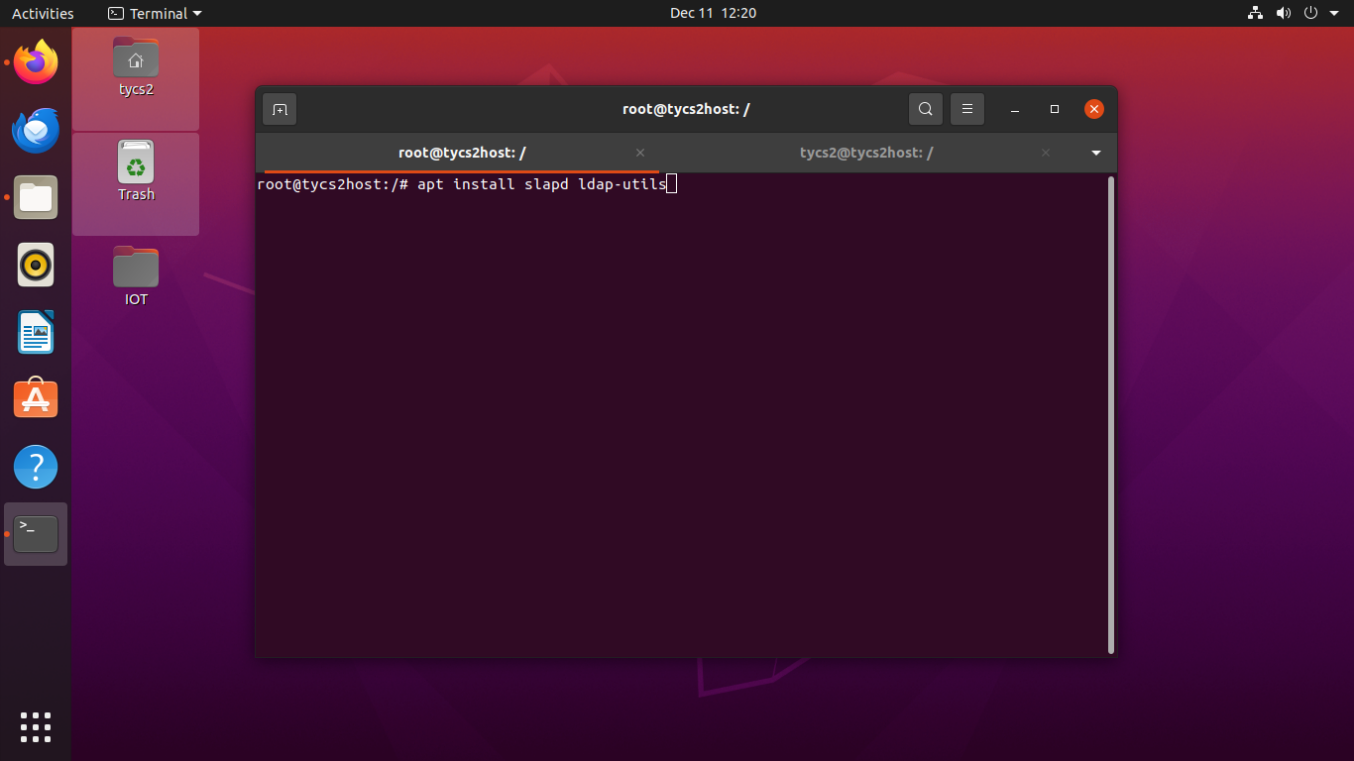 Activities Terminal Dec 11 12:20
tycs2
Trash
IOT
root@tycs2host: /
root@tycs2host: / tycs2@tycs2host: /
root@tycs2host:/# apt install slapd ldap-utils